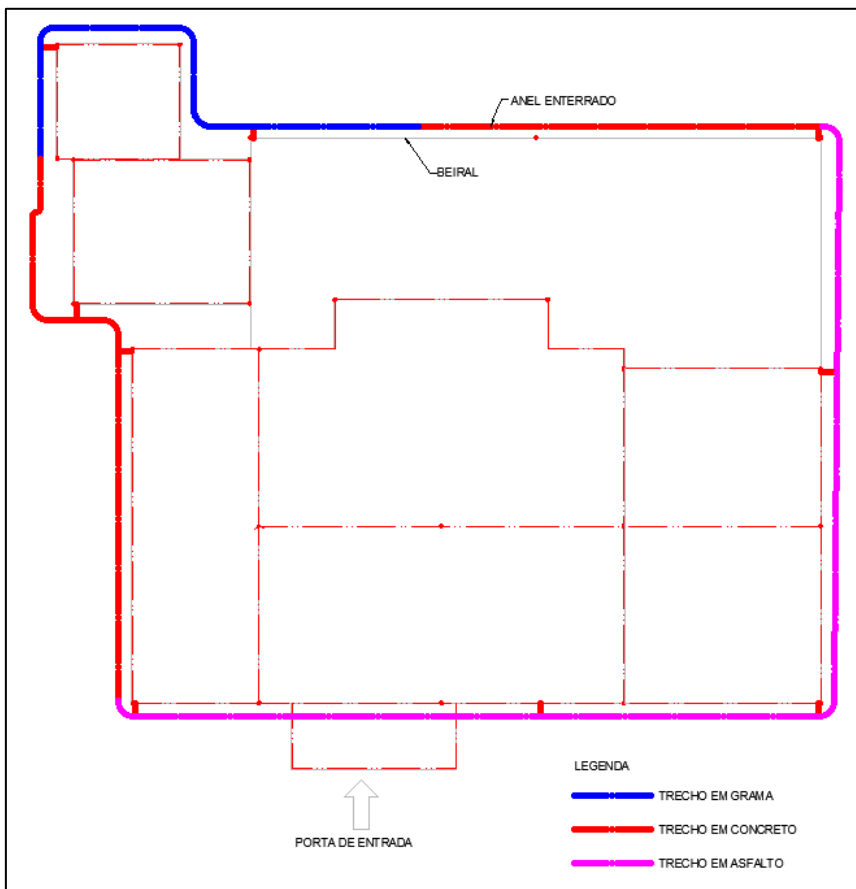 ANEL ENTERRADO
BEIRAL
LEGENDA
TRECHO EM GRAMA
TRECHO EM CONCRETO
TRECHO EM ASFALTO
PORTA DE ENTRADA